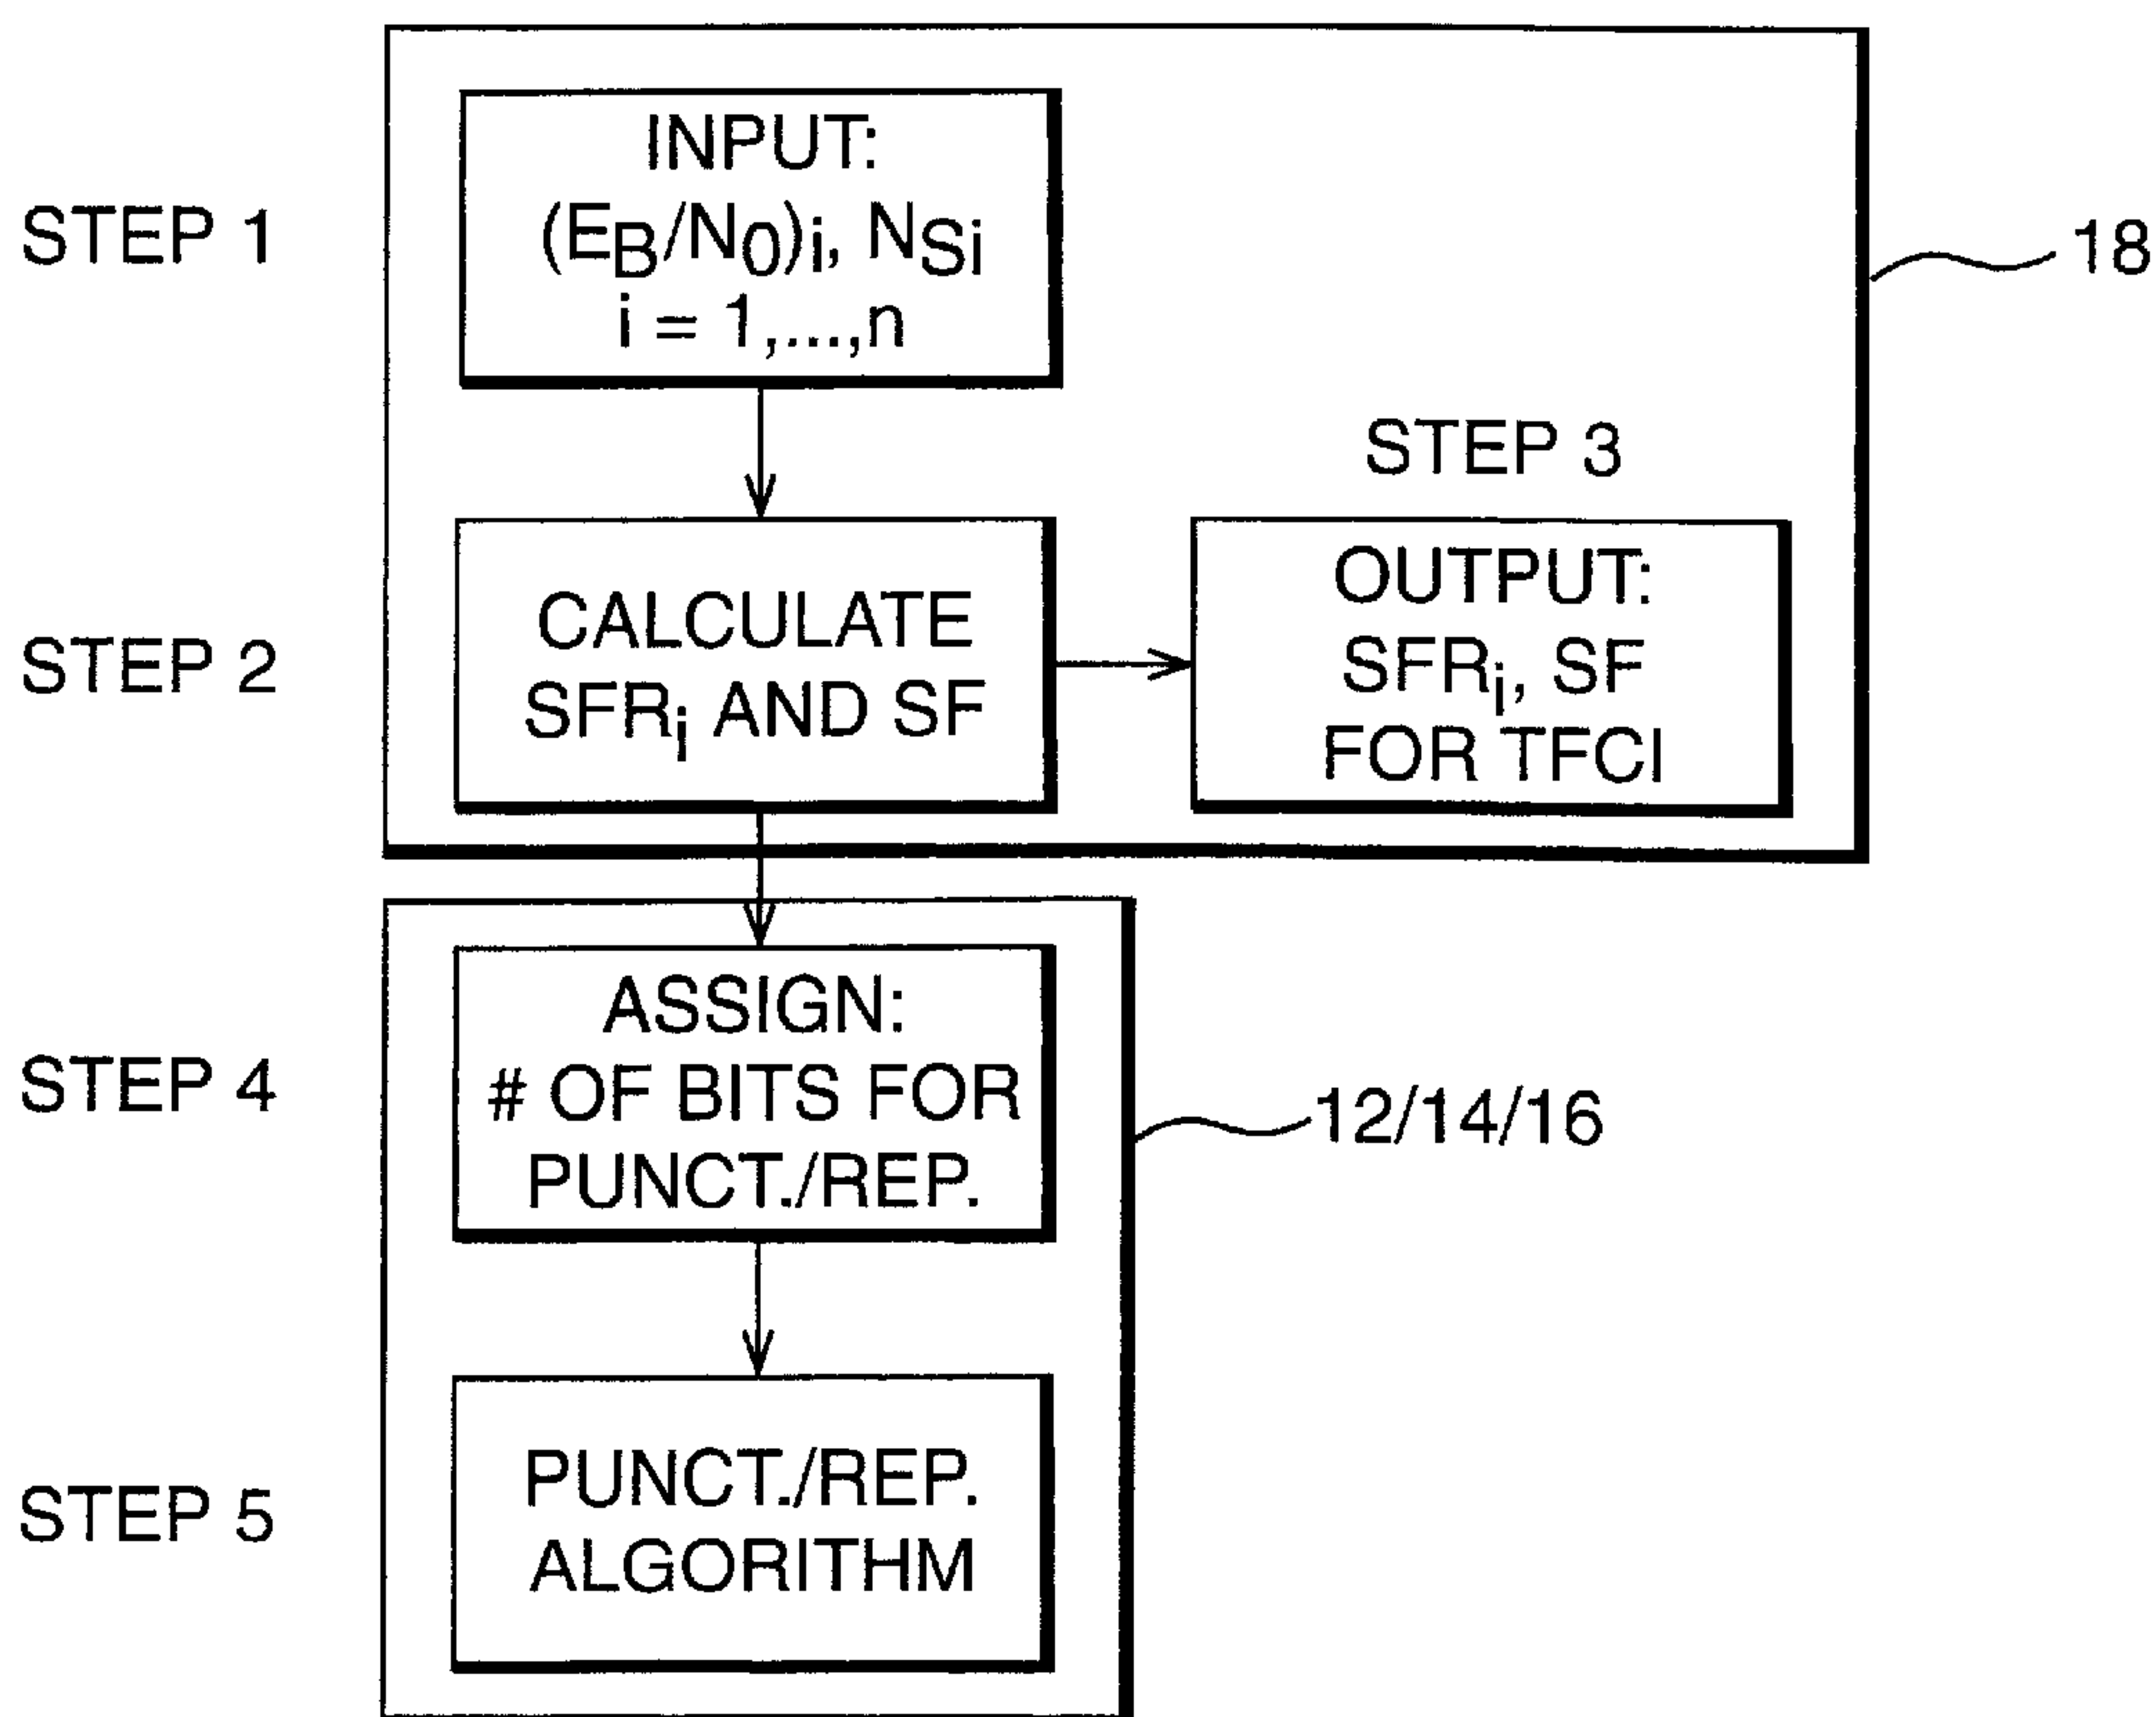 STEP 1
INPUT:
(EB/N0)i, NSi
i = 1,...,n
18
STEP 3
STEP 2
CALCULATE
SFRi AND SF
OUTPUT:
SFRi, SF
FOR TFCI
STEP 4
ASSIGN:
# OF BITS FOR
PUNCT./REP.
12/14/16
STEP 5
PUNCT./REP.
ALGORITHM